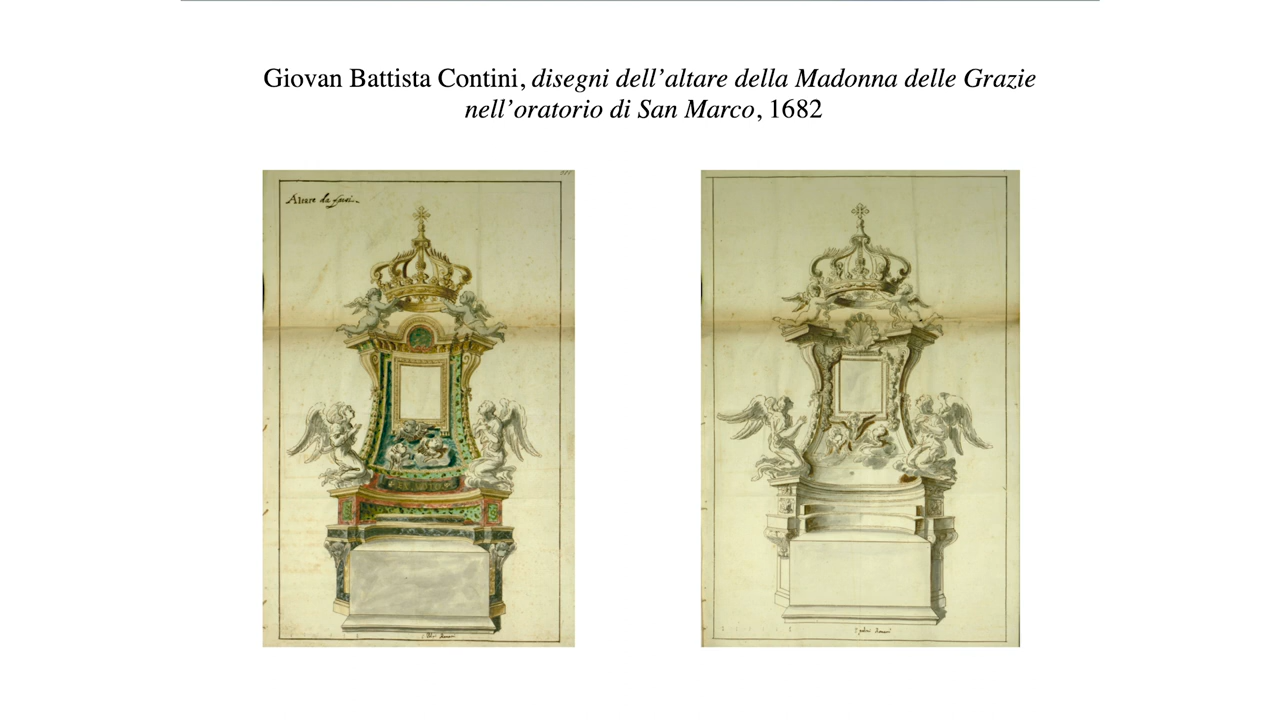 Giovan Battista Contini, disegni dell’altare della Madonna delle Grazie
nell’oratorio di San Marco, 1682
Altare da